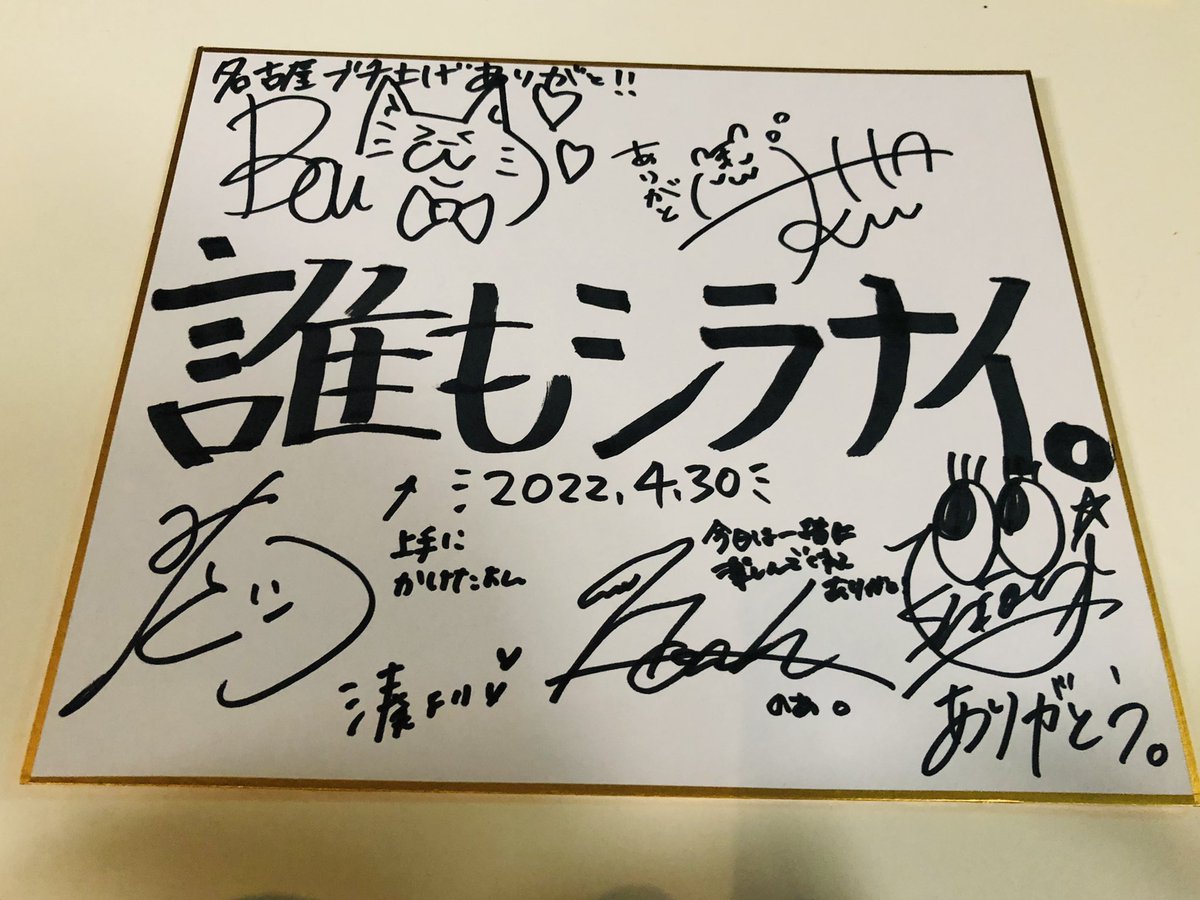 名古屋ブチ上げありがと!!
Bou
ありがと
誰もシラナイ。
2022.4.30
上手に
かけたよん
今日は一緒に
楽しんでくれて
ありがと。
湊より
Noah
のあ。
ありがとう。